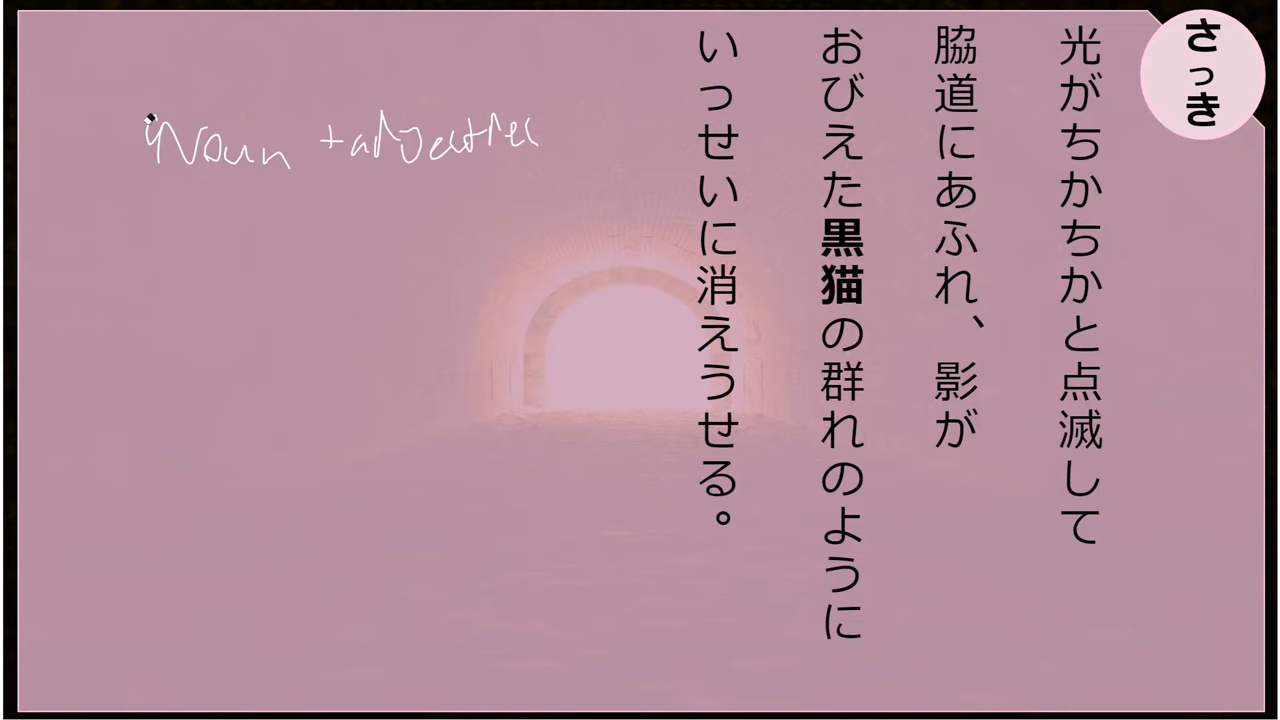 さっき
光がちかちかと点滅して
脇道にあふれ、影が
おびえた黒猫の群れのように
いっせいに消えうせる。
Noun